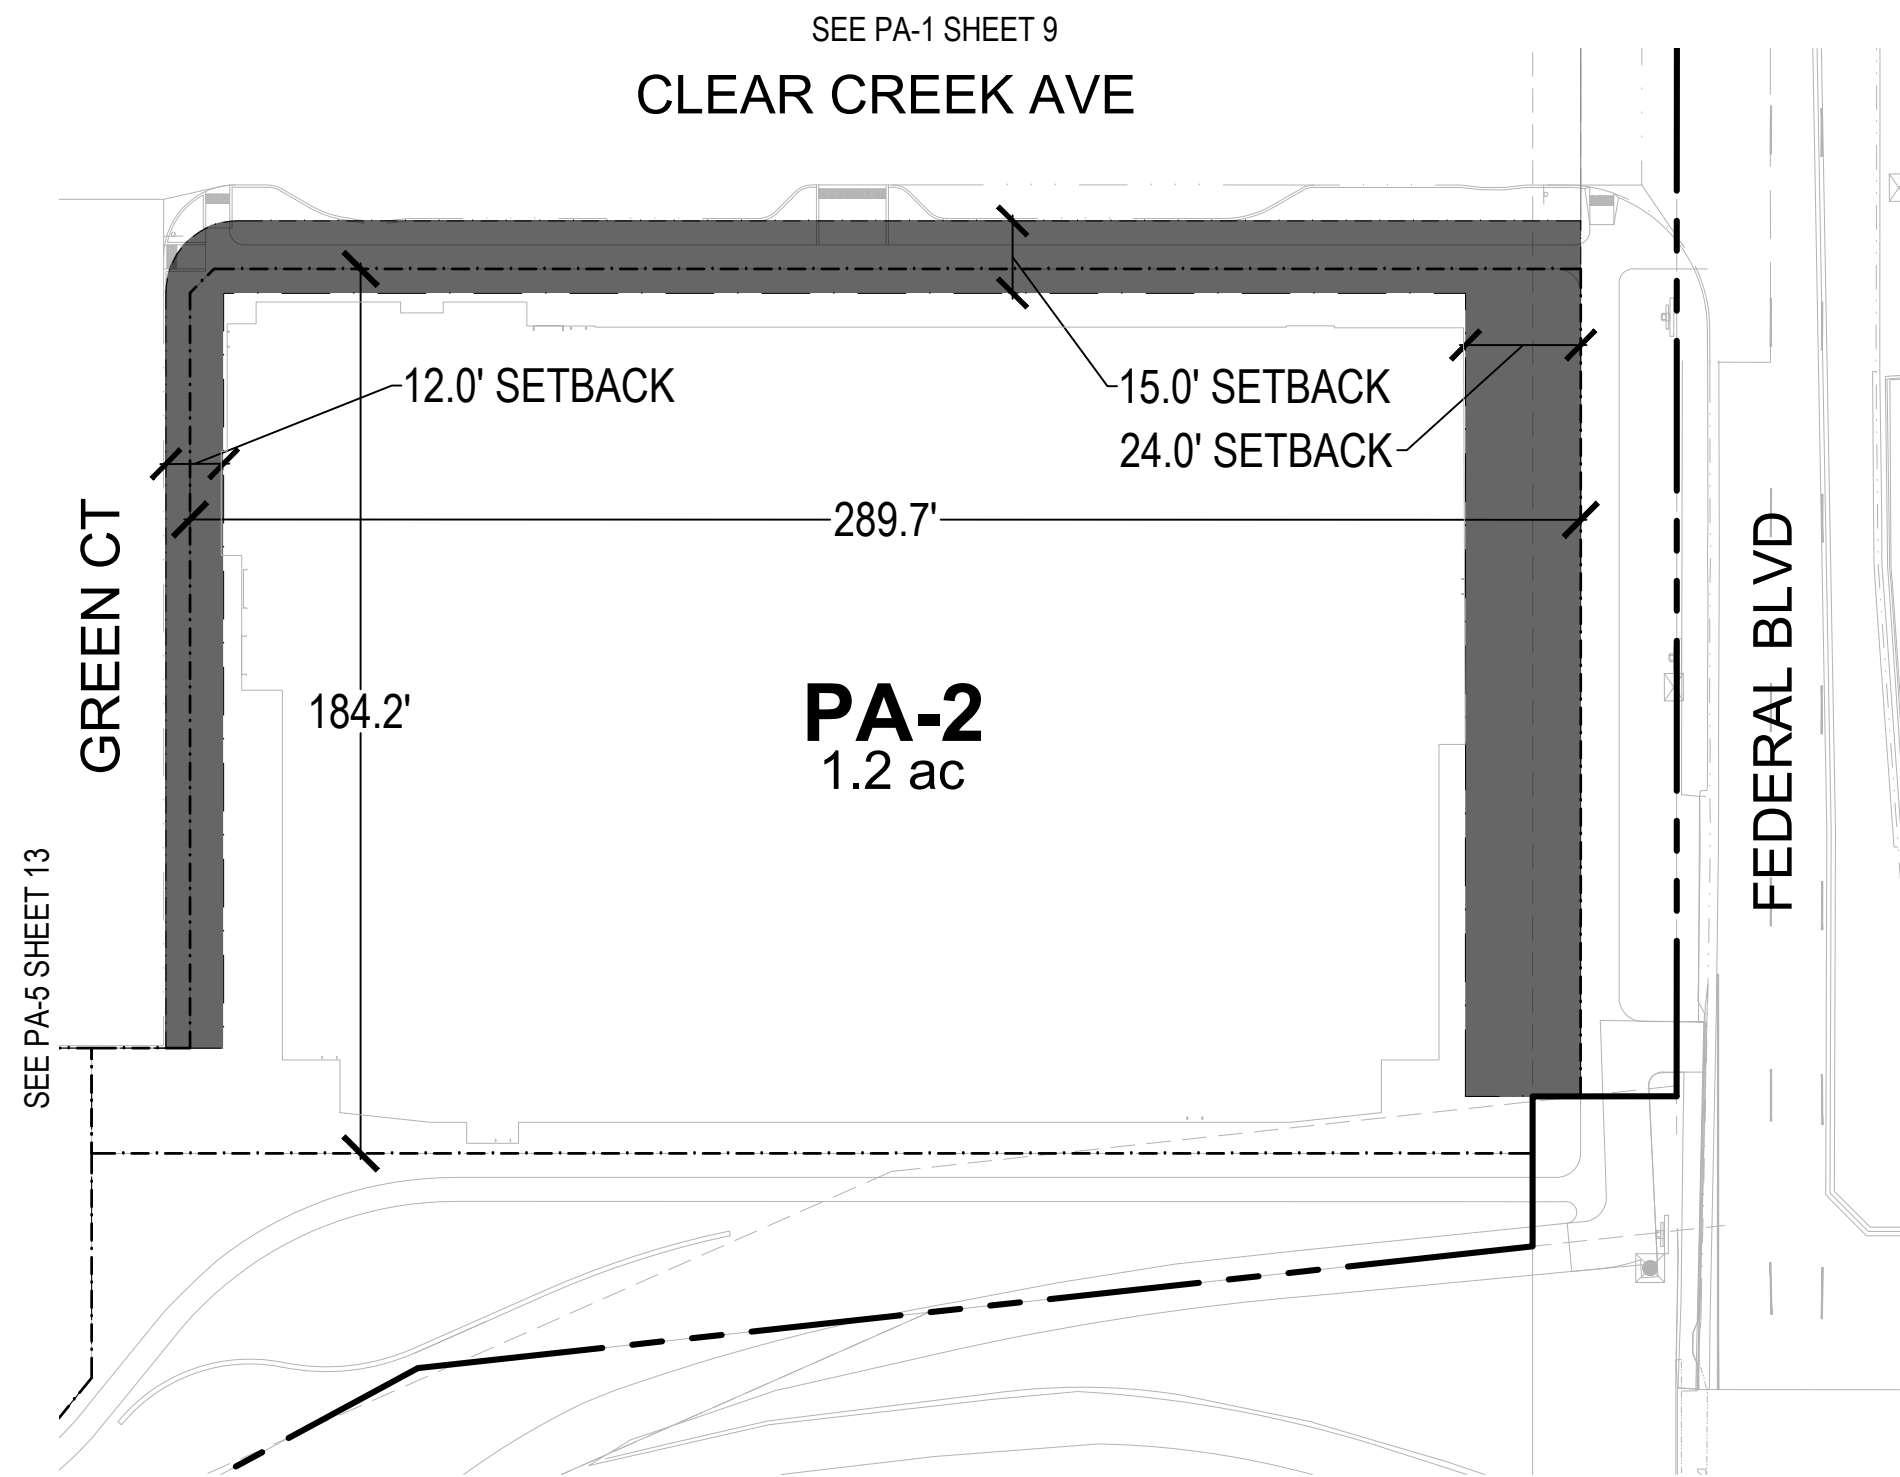 SEE PA-1 SHEET 9
CLEAR CREEK AVE
12.0' SETBACK
15.0' SETBACK
24.0' SETBACK
289.7'
GREEN CT
184.2'
PA-2
1.2 ac
FEDERAL BLVD
SEE PA-5 SHEET 13